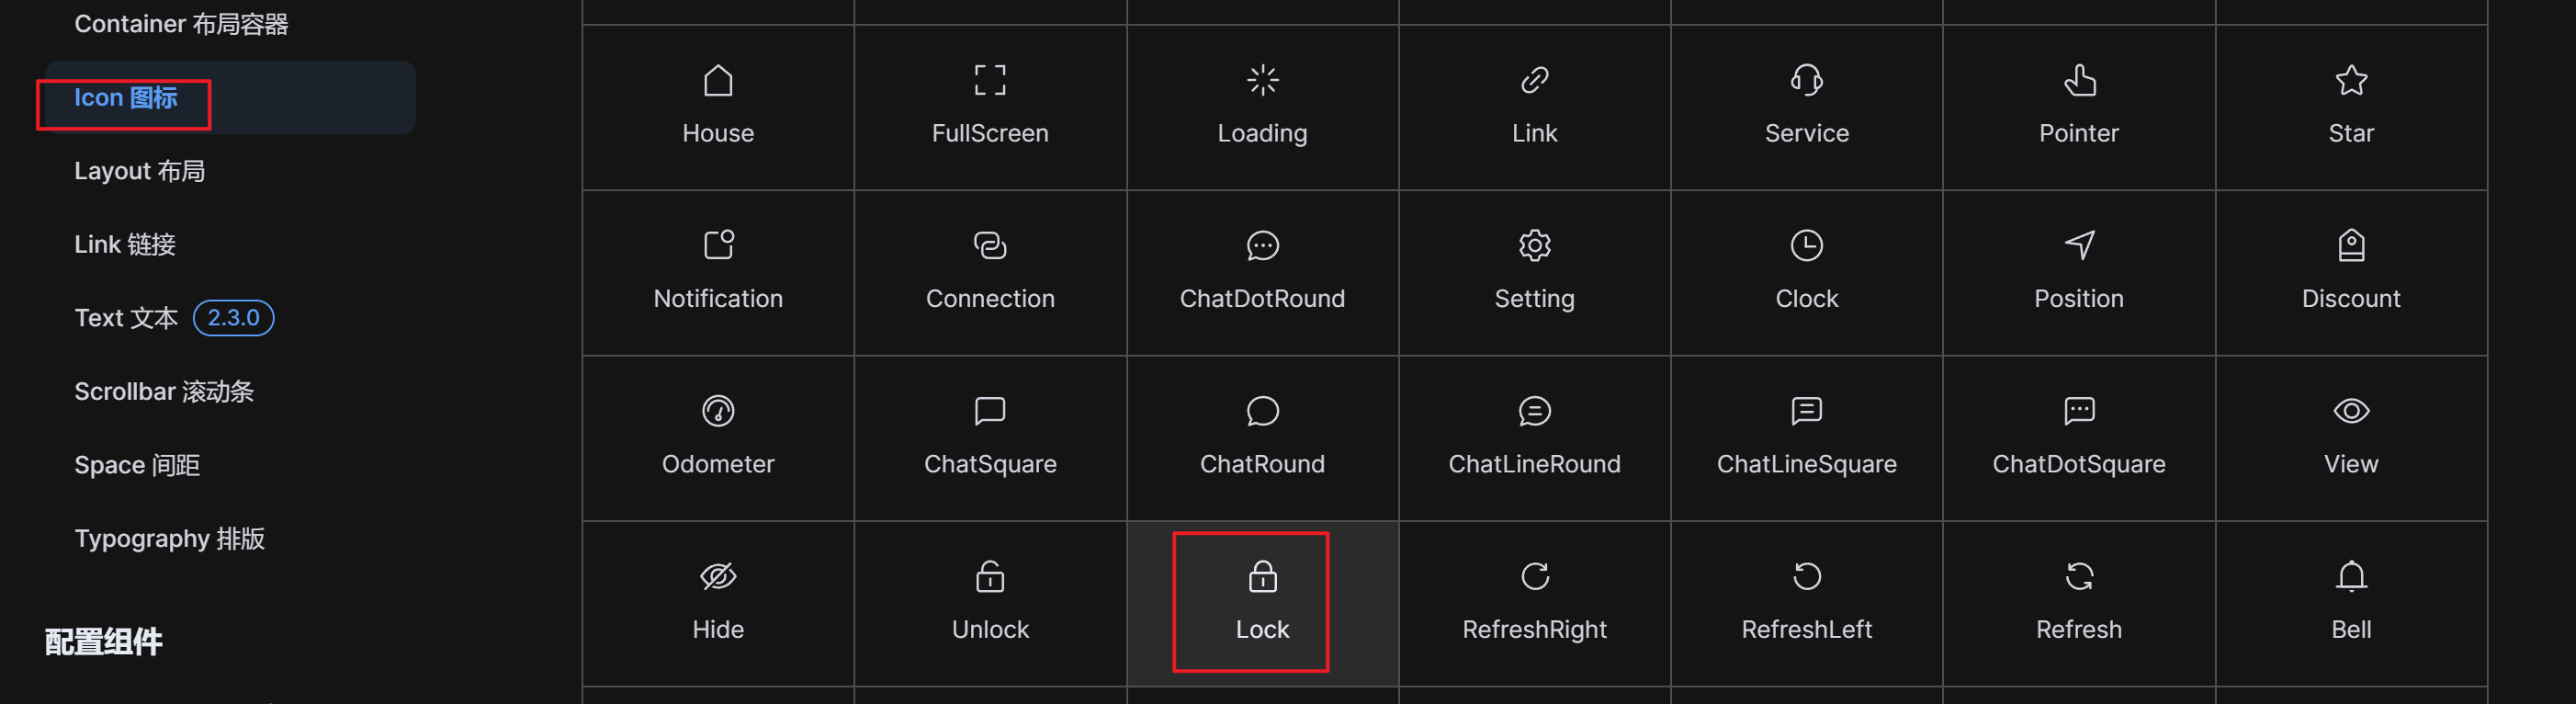 Container 布局容器
Icon 图标
Layout 布局
Link 链接
Text 文本 2.3.0
Scrollbar 滚动条
Space 间距
Typography 排版
配置组件
House FullScreen Loading Link Service Pointer Star
Notification Connection ChatDotRound Setting Clock Position Discount
Odometer ChatSquare ChatRound ChatLineRound ChatLineSquare ChatDotSquare View
Hide Unlock Lock RefreshRight RefreshLeft Refresh Bell